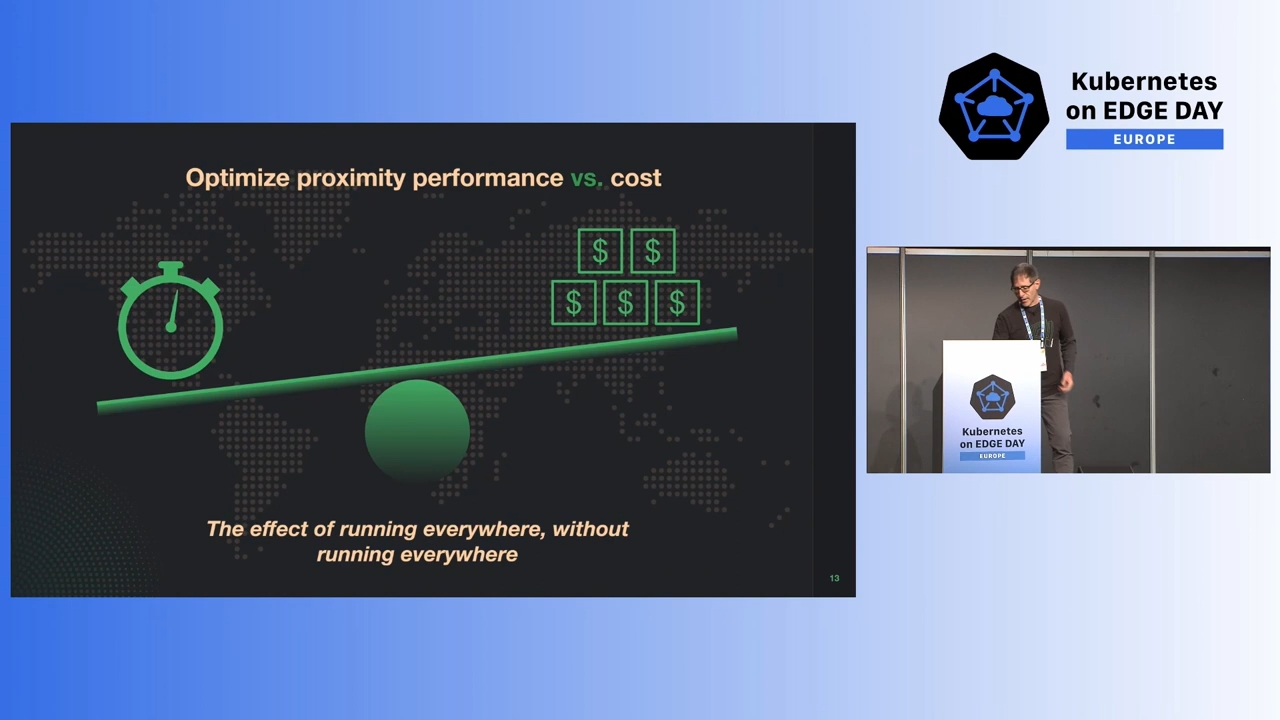 Kubernetes
on EDGE DAY
EUROPE
Optimize proximity performance vs. cost
$ $
$ $ $
The effect of running everywhere, without
running everywhere
13
Kubernetes
on EDGE DAY
EUROPE